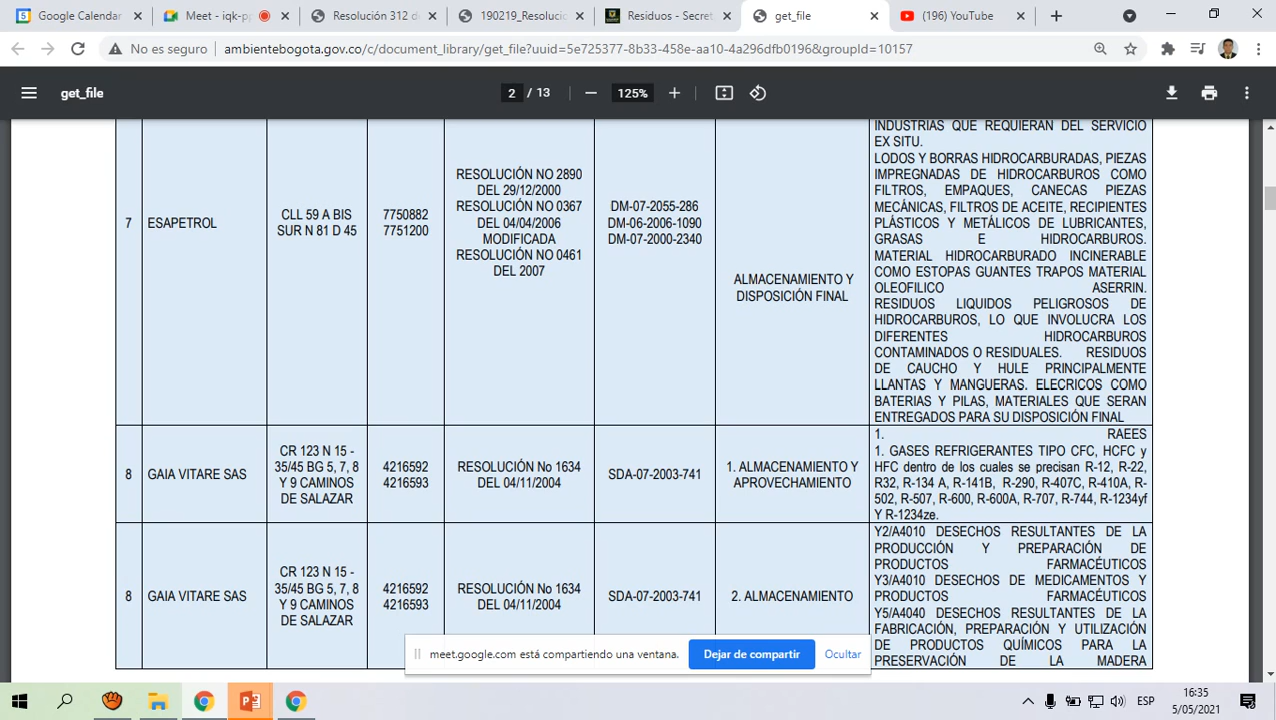 Google Calendar
Meet - iqk-p
Resolución 312 d
190219_Resoluci
Residuos - Secret
get_file
(196) YouTube
No es seguro
ambientebogota.gov.co/c/document_library/get_file?uuid=5e725377-8b33-458e-aa10-4a296dfb0196&groupId=10157
get_file
2 / 13
125%
INDUSTRIAS QUE REQUIERAN DEL SERVICIO
EX SITU.
7
ESAPETROL
CLL 59 A BIS
SUR N 81 D 45
7750882
7751200
RESOLUCIÓN NO 2890
DEL 29/12/2000
RESOLUCIÓN NO 0367
DEL 04/04/2006
MODIFICADA
RESOLUCIÓN NO 0461
DEL 2007
DM-07-2055-286
DM-06-2006-1090
DM-07-2000-2340
ALMACENAMIENTO Y
DISPOSICIÓN FINAL
LODOS Y BORRAS HIDROCARBURADAS, PIEZAS
IMPREGNADAS DE HIDROCARBUROS COMO
FILTROS, EMPAQUES, CANECAS PIEZAS
MECÁNICAS, FILTROS DE ACEITE, RECIPIENTES
PLÁSTICOS Y METÁLICOS DE LUBRICANTES,
GRASAS E HIDROCARBUROS.
MATERIAL HIDROCARBURADO INCINERABLE
COMO ESTOPAS GUANTES TRAPOS MATERIAL
OLEOFILICO ASERRIN.
RESIDUOS LIQUIDOS PELIGROSOS DE
HIDROCARBUROS, LO QUE INVOLUCRA LOS
DIFERENTES HIDROCARBUROS
CONTAMINADOS O RESIDUALES. RESIDUOS
DE CAUCHO Y HULE PRINCIPALMENTE
LLANTAS Y MANGUERAS. ELECRICOS COMO
BATERIAS Y PILAS, MATERIALES QUE SERAN
ENTREGADOS PARA SU DISPOSICIÓN FINAL
8
GAIA VITARE SAS
CR 123 N 15 -
35/45 BG 5, 7, 8
Y 9 CAMINOS
DE SALAZAR
4216592
4216593
RESOLUCIÓN No 1634
DEL 04/11/2004
SDA-07-2003-741
1. ALMACENAMIENTO Y
APROVECHAMIENTO
1. RAEES
1. GASES REFRIGERANTES TIPO CFC, HCFC y
HFC dentro de los cuales se precisan R-12, R-22,
R32, R-134 A, R-141B, R-290, R-407C, R-410A, R-
502, R-507, R-600, R-600A, R-707, R-744, R-1234yf
Y R-1234ze.
8
GAIA VITARE SAS
CR 123 N 15 -
35/45 BG 5, 7, 8
Y 9 CAMINOS
DE SALAZAR
4216592
4216593
RESOLUCIÓN No 1634
DEL 04/11/2004
SDA-07-2003-741
2. ALMACENAMIENTO
Y2/A4010 DESECHOS RESULTANTES DE LA
PRODUCCIÓN Y PREPARACIÓN DE
PRODUCTOS FARMACÉUTICOS
Y3/A4010 DESECHOS DE MEDICAMENTOS Y
PRODUCTOS FARMACÉUTICOS
Y5/A4040 DESECHOS RESULTANTES DE LA
FABRICACIÓN, PREPARACIÓN Y UTILIZACIÓN
DE PRODUCTOS QUÍMICOS PARA LA
PRESERVACIÓN DE LA MADERA
meet.google.com está compartiendo una ventana.
Dejar de compartir
Ocultar
ESP
16:35
5/05/2021